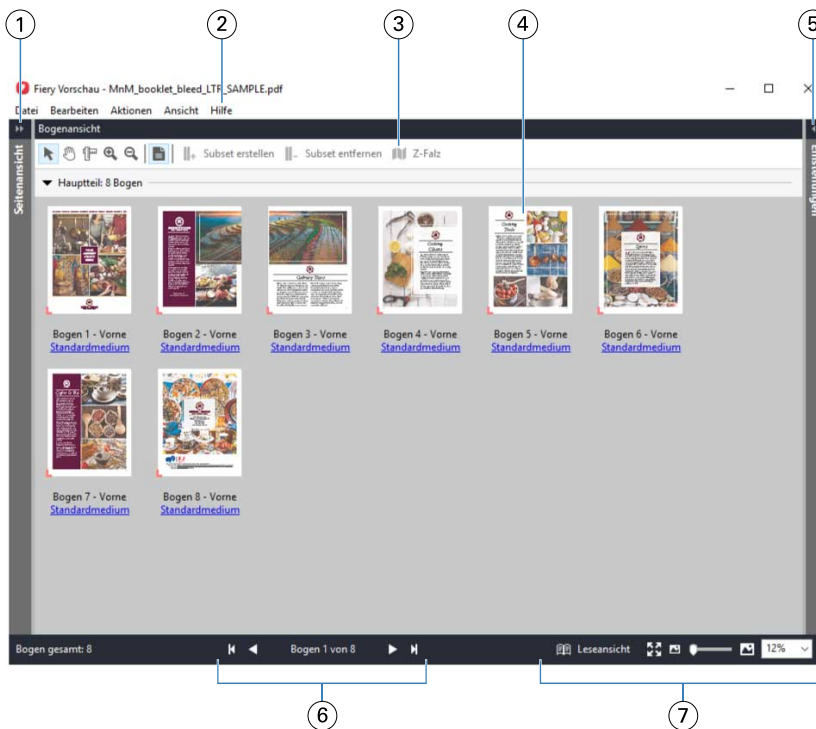 1
2
3
4
5
Fiery Vorschau - MnM_booklet_bleed_LTR_SAMPLE.pdf
Datei Bearbeiten Aktionen Ansicht Hilfe
Bogenansicht
Seitenansicht
Subset erstellen
Subset entfernen
Z-Falz
Einstellungen
Hauptteil: 8 Bogen
Bogen 1 - Vorne
Standardmedium
Bogen 2 - Vorne
Standardmedium
Bogen 3 - Vorne
Standardmedium
Bogen 4 - Vorne
Standardmedium
Bogen 5 - Vorne
Standardmedium
Bogen 6 - Vorne
Standardmedium
Bogen 7 - Vorne
Standardmedium
Bogen 8 - Vorne
Standardmedium
Bogen gesamt: 8
Bogen 1 von 8
Leseansicht
12%
6
7